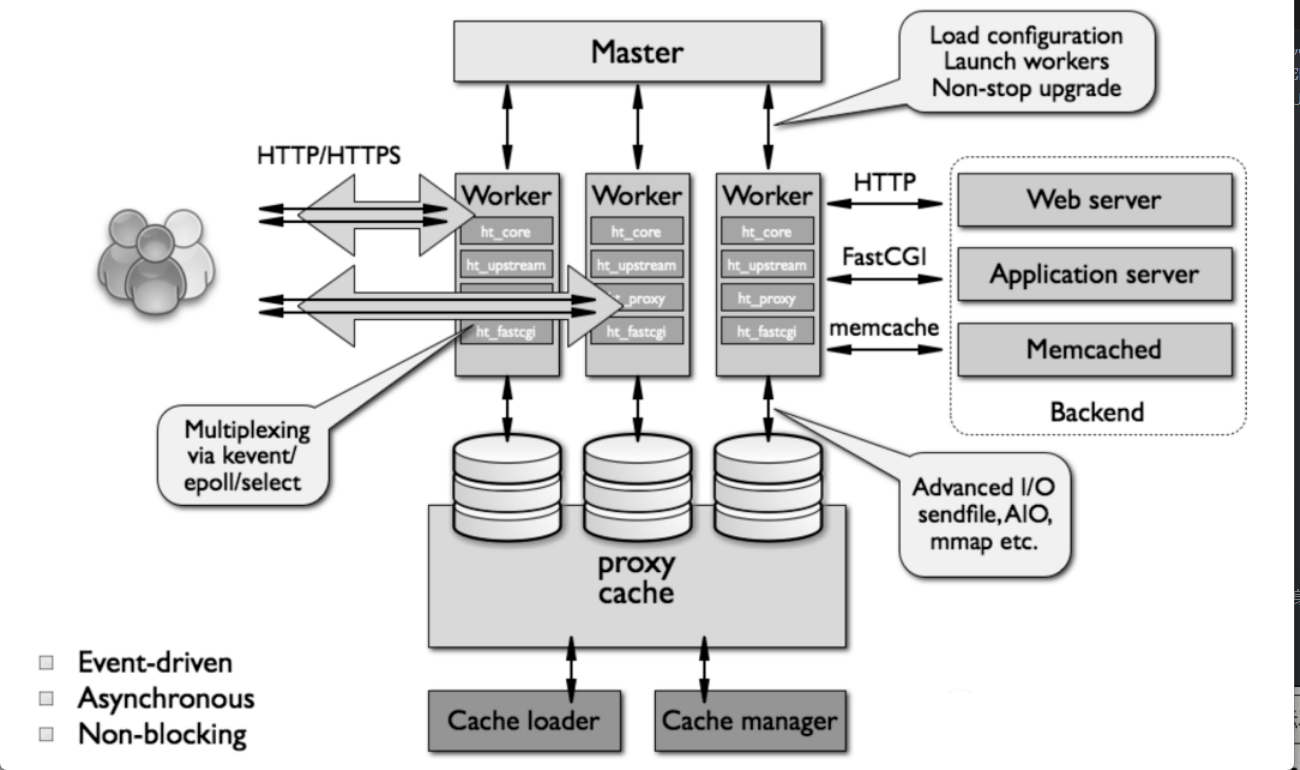 Master
Load configuration
Launch workers
Non-stop upgrade
HTTP/HTTPS
Worker
ht_core
ht_upstream
ht_fastcgi
Worker
ht_core
ht_upstream
ht_proxy
ht_fastcgi
Worker
ht_core
ht_upstream
ht_proxy
ht_fastcgi
HTTP
FastCGI
memcache
Web server
Application server
Memcached
Backend
Multiplexing
via kevent/
epoll/select
Advanced I/O
sendfile, AIO,
mmap etc.
proxy
cache
Cache loader
Cache manager
Event-driven
Asynchronous
Non-blocking